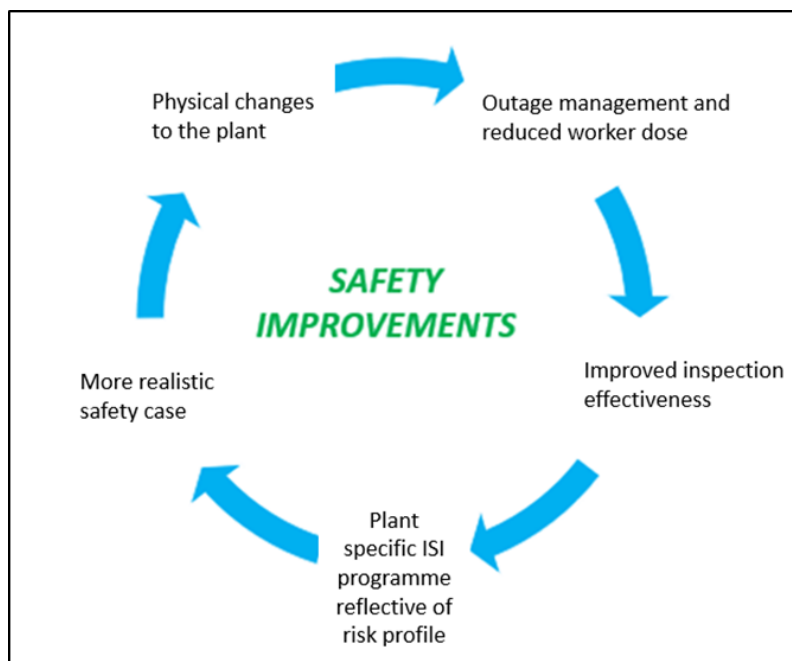 Physical changes
to the plant
Outage management and
reduced worker dose
SAFETY
IMPROVEMENTS
Improved inspection
effectiveness
More realistic
safety case
Plant
specific ISI
programme
reflective of
risk profile